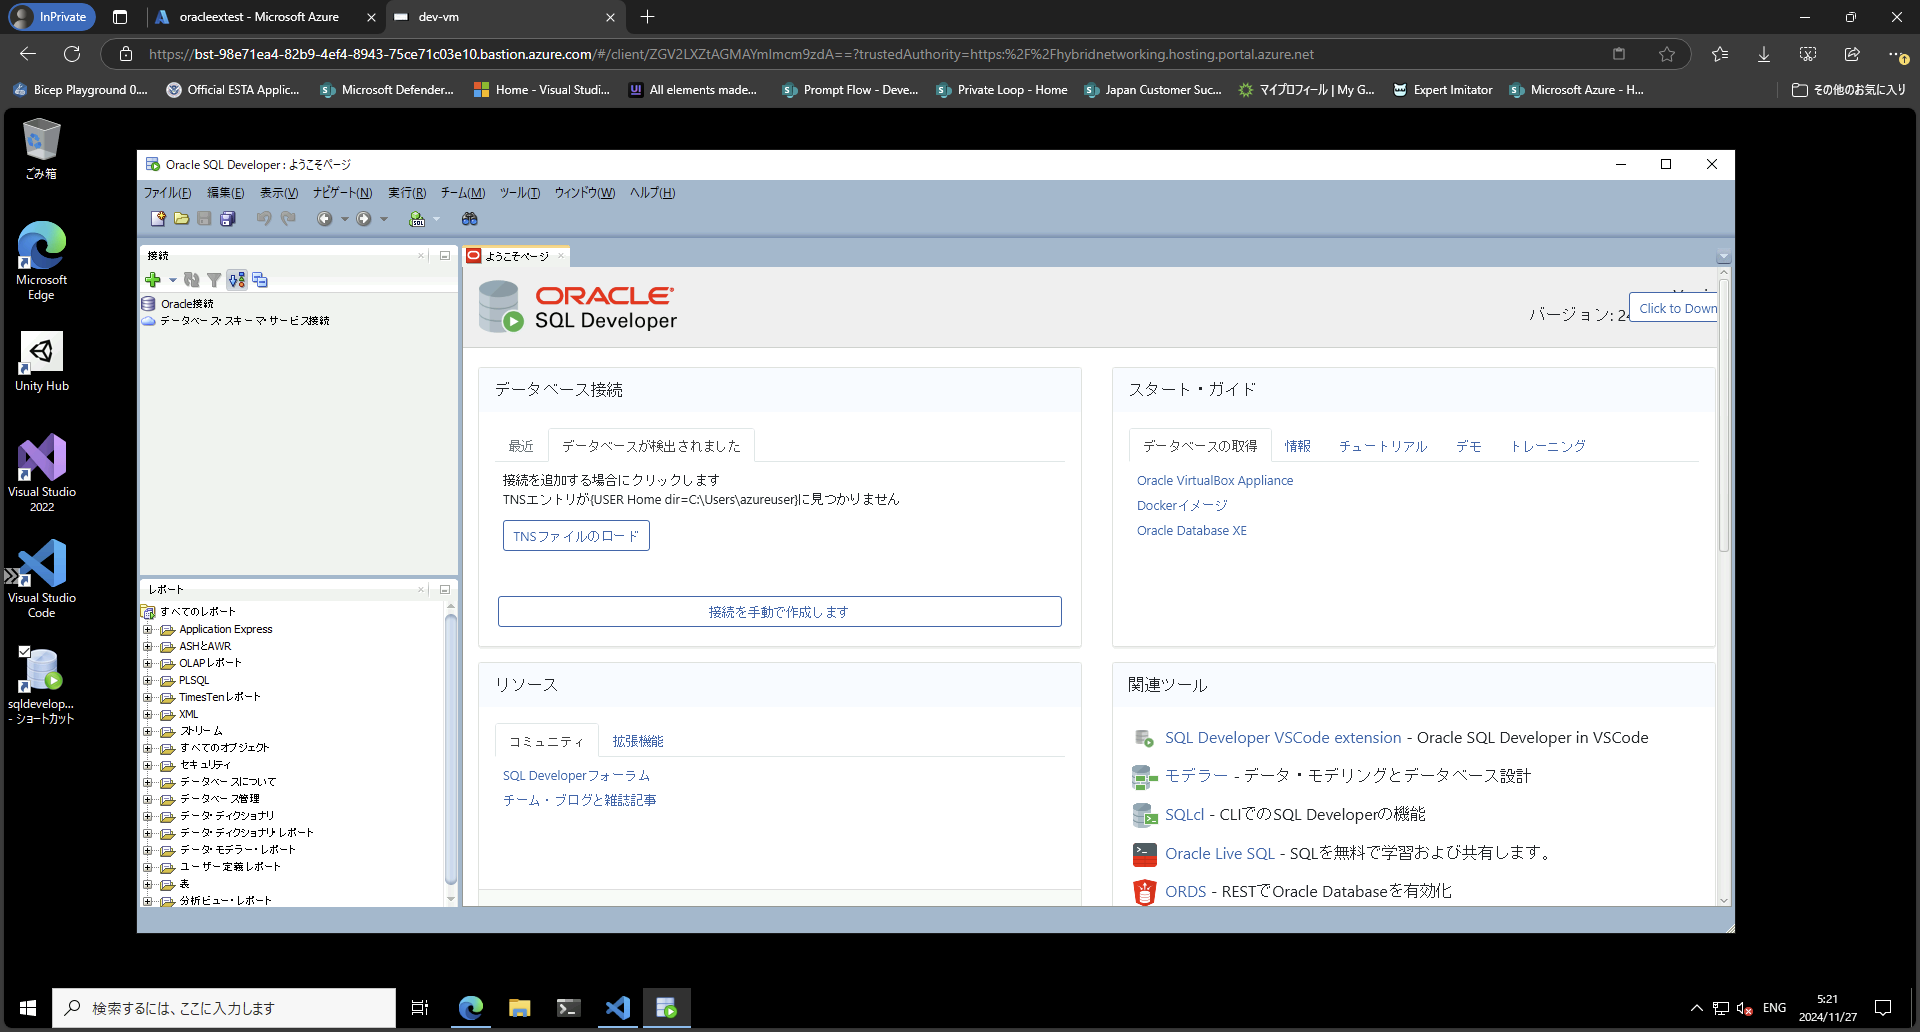 InPrivate
oracleextest - Microsoft Azure
dev-vm
https://bst-98e71ea4-82b9-4ef4-8943-75ce71c03e10.bastion.azure.com/#/client/ZGV2LXZtAGMAYmlmcm9zdA==?trustedAuthority=https:%2F%2Fhybridnetworking.hosting.portal.azure.net
Bicep Playground 0....
Official ESTA Applic...
Microsoft Defender...
Home - Visual Studi...
All elements made...
Prompt Flow - Deve...
Private Loop - Home
Japan Customer Suc...
マイプロフィール | My G...
Expert Imitator
Microsoft Azure - H...
その他のお気に入り
ごみ箱
Microsoft
Edge
Unity Hub
Visual Studio
2022
Visual Studio
Code
sqldevelop...
- ショートカット
Oracle SQL Developer : ようこそページ
ファイル(F) 編集(E) 表示(V) ナビゲート(N) 実行(R) チーム(M) ツール(T) ウィンドウ(W) ヘルプ(H)
接続
Oracle接続
データベース・スキーマ・サービス接続
レポート
すべてのレポート
Application Express
ASHとAWR
OLAPレポート
PLSQL
TimesTenレポート
XML
ストリーム
すべてのオブジェクト
セキュリティ
データベースについて
データベース管理
データ・ディクショナリ
データ・ディクショナリ・レポート
データ・モデラー・レポート
ユーザー定義レポート
表
分析ビュー・レポート
ようこそページ
ORACLE
SQL Developer
バージョン: 24
Click to Down
データベース接続
最近
データベースが検出されました
接続を追加する場合にクリックします
TNSエントリが{USER Home dir=C:\Users\azureuser}に見つかりません
TNSファイルのロード
接続を手動で作成します
スタート・ガイド
データベースの取得 情報 チュートリアル デモ トレーニング
Oracle VirtualBox Appliance
Dockerイメージ
Oracle Database XE
リソース
コミュニティ 拡張機能
SQL Developerフォーラム
チーム・ブログと雑誌記事
関連ツール
SQL Developer VSCode extension - Oracle SQL Developer in VSCode
モデラー - データ・モデリングとデータベース設計
SQLcl - CLIでのSQL Developerの機能
Oracle Live SQL - SQLを無料で学習および共有します。
ORDS - RESTでOracle Databaseを有効化
検索するには、ここに入力します
ENG
5:21
2024/11/27